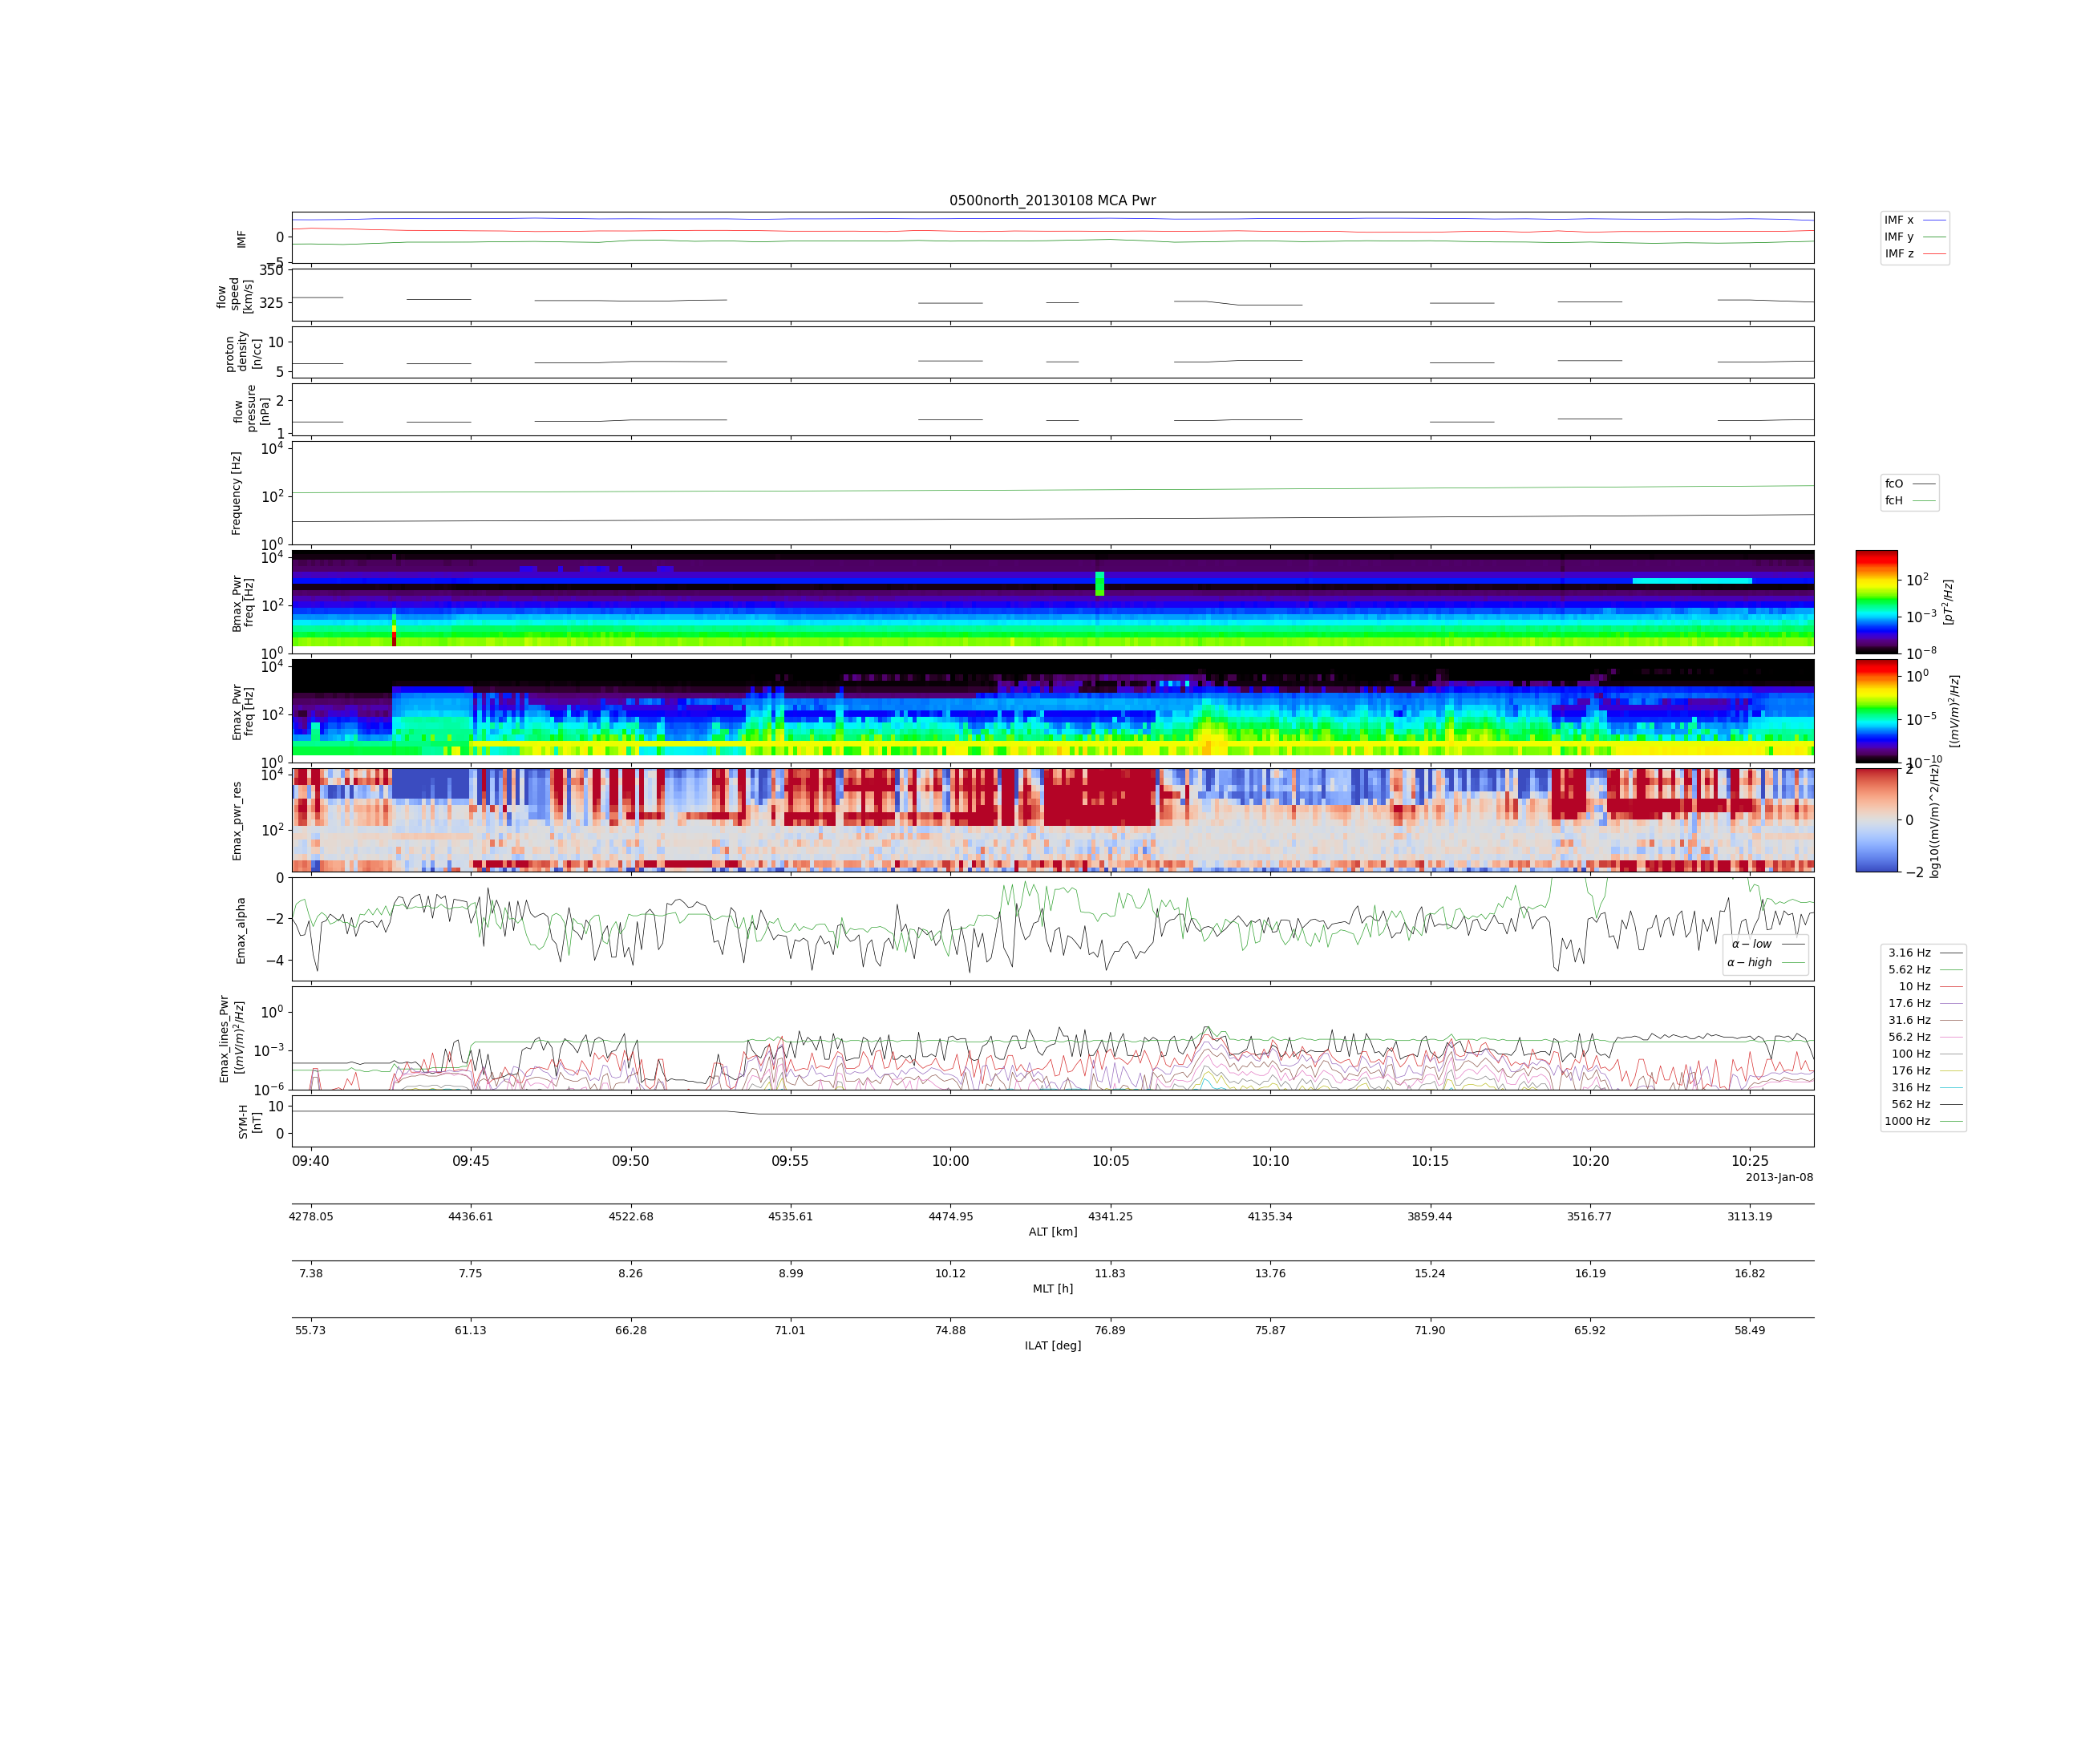 0500north_20130108 MCA Pwr
IMF
0
−5
IMF x
IMF y
IMF z
flow
speed
[km/s]
350
325
proton
density
[n/cc]
10
5
flow
pressure
[nPa]
2
1
Frequency [Hz]
10^4
10^2
10^0
fcO
fcH
Bmax_Pwr
freq [Hz]
10^4
10^2
10^0
10^2
10^-3
10^-8
[pT^2/Hz]
Emax_Pwr
freq [Hz]
10^4
10^2
10^0
10^0
10^-5
10^-10
[(mV/m)^2/Hz]
Emax_pwr_res
10^4
10^2
2
0
−2
log10((mV/m)^2/Hz)
Emax_alpha
0
−2
−4
α − low
α − high
Emax_lines_Pwr
[(mV/m)^2/Hz]
10^0
10^-3
10^-6
3.16 Hz
5.62 Hz
10 Hz
17.6 Hz
31.6 Hz
56.2 Hz
100 Hz
176 Hz
316 Hz
562 Hz
1000 Hz
SYM-H
[nT]
10
0
09:40 09:45 09:50 09:55 10:00 10:05 10:10 10:15 10:20 10:25
2013-Jan-08
4278.05 4436.61 4522.68 4535.61 4474.95 4341.25 4135.34 3859.44 3516.77 3113.19
ALT [km]
7.38 7.75 8.26 8.99 10.12 11.83 13.76 15.24 16.19 16.82
MLT [h]
55.73 61.13 66.28 71.01 74.88 76.89 75.87 71.90 65.92 58.49
ILAT [deg]